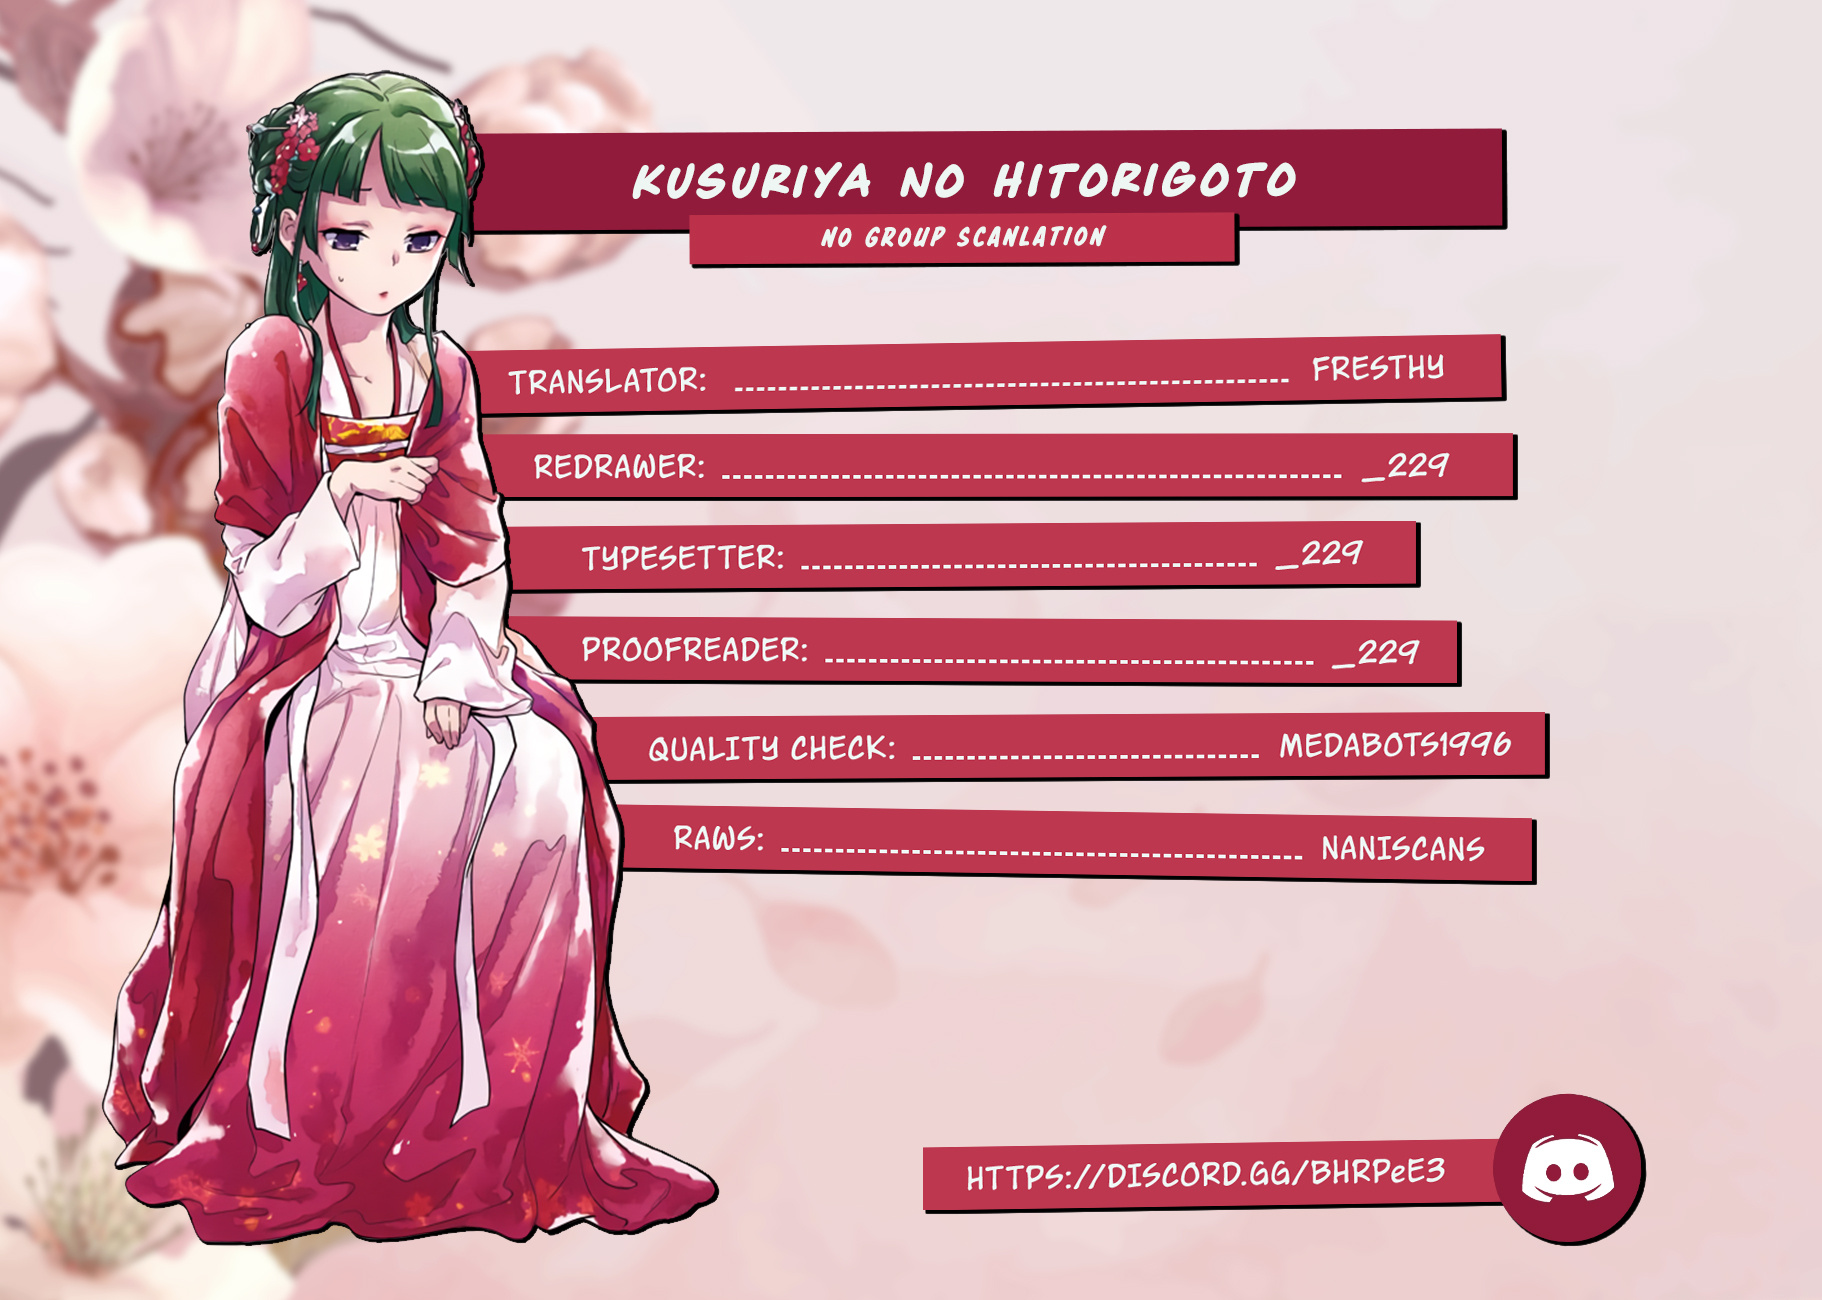 KUSURIYA NO HITORIGOTO
NO GROUP SCANLATION
TRANSLATOR: FRESTHY
REDRAWER: _229
TYPESETTER: _229
PROOFREADER: _229
QUALITY CHECK: MEDABOTS1996
RAWS: NANISCANS
HTTPS://DISCORD.GG/BHRPeE3